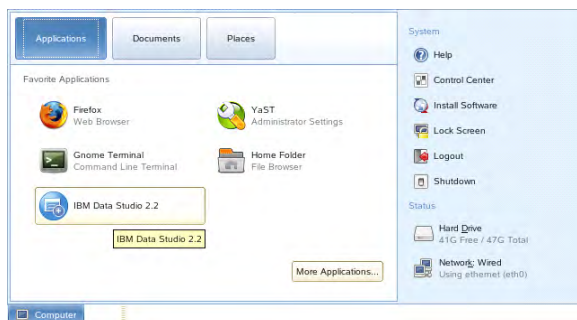 Applications
Documents
Places
Favorite Applications
Firefox
Web Browser
YaST
Administrator Settings
Gnome Terminal
Command Line Terminal
Home Folder
File Browser
IBM Data Studio 2.2
IBM Data Studio 2.2
More Applications...
System
Help
Control Center
Install Software
Lock Screen
Logout
Shutdown
Status
Hard Drive
41G Free / 47G Total
Network: Wired
Using ethernet (eth0)
Computer